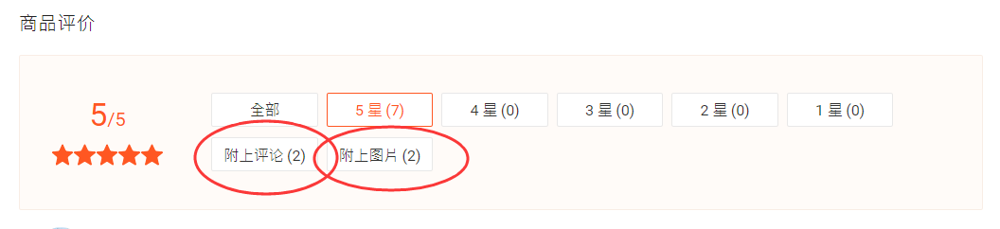 商品评价
5/5
全部 5 星 (7) 4 星 (0) 3 星 (0) 2 星 (0) 1 星 (0)
附上评论 (2) 附上图片 (2)